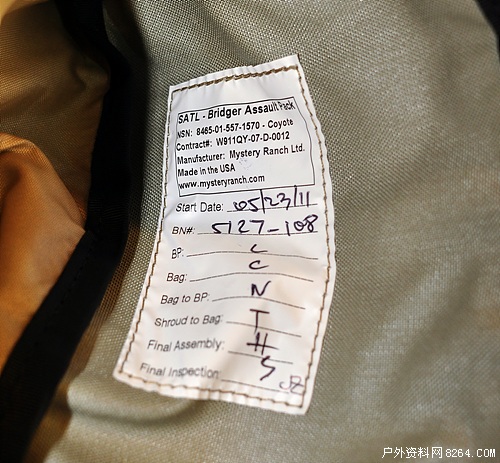 SATL - Bridger Assault Pack
NSN: 8465-01-557-1570 - Coyote
Contract#: W911QY-07-D-0012
Manufacturer: Mystery Ranch Ltd.
Made in the USA
www.mysteryranch.com
Start Date: 05/23/11
BN#: 5127-108
BP: C
Bag: C
Bag to BP: N
Shroud to Bag: T
Final Assembly: H
Final Inspection: S
户外资料网8264.COM